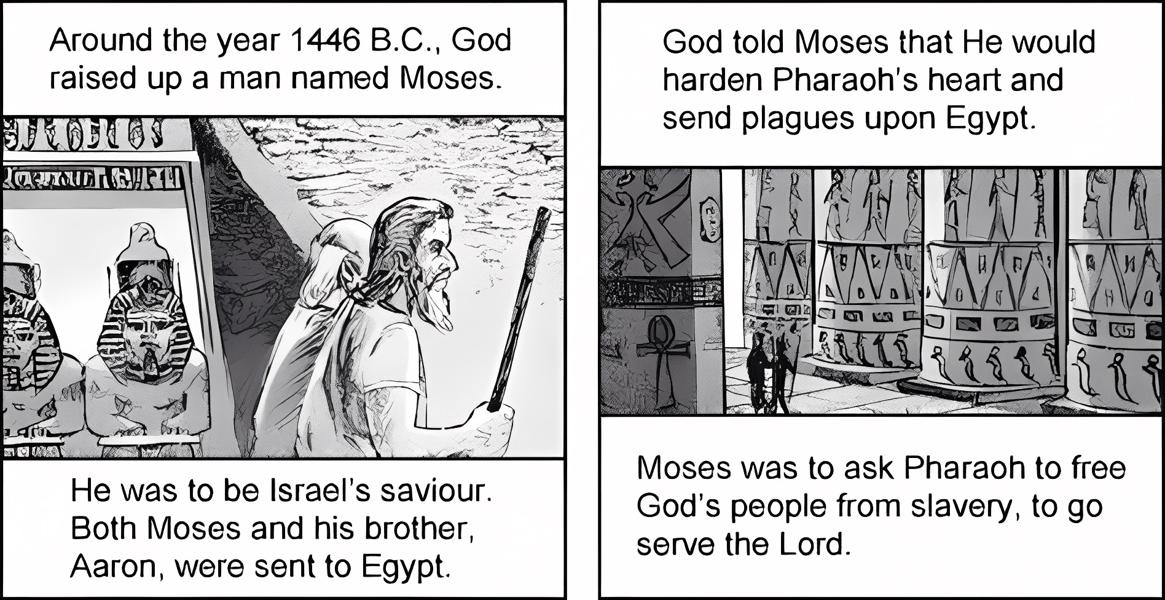 Around the year 1446 B.C., God
raised up a man named Moses.
He was to be Israel's saviour.
Both Moses and his brother,
Aaron, were sent to Egypt.
God told Moses that He would
harden Pharaoh's heart and
send plagues upon Egypt.
Moses was to ask Pharaoh to free
God's people from slavery, to go
serve the Lord.